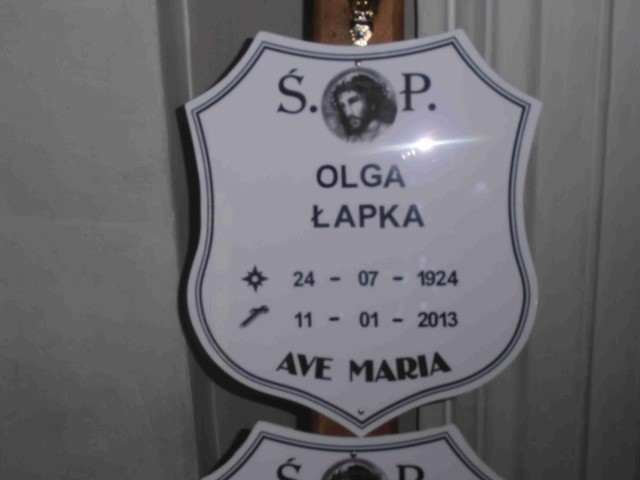 Ś. P.
OLGA
ŁAPKA
24 - 07 - 1924
11 - 01 - 2013
AVE MARIA
Ś. P.